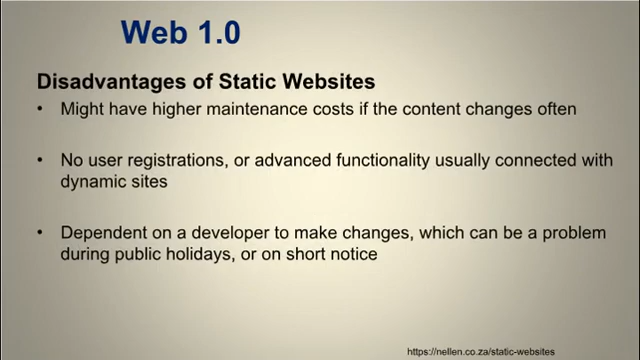 Web 1.0
Disadvantages of Static Websites
• Might have higher maintenance costs if the content changes often
• No user registrations, or advanced functionality usually connected with
dynamic sites
• Dependent on a developer to make changes, which can be a problem
during public holidays, or on short notice
https://nellen.co.za/static-websites